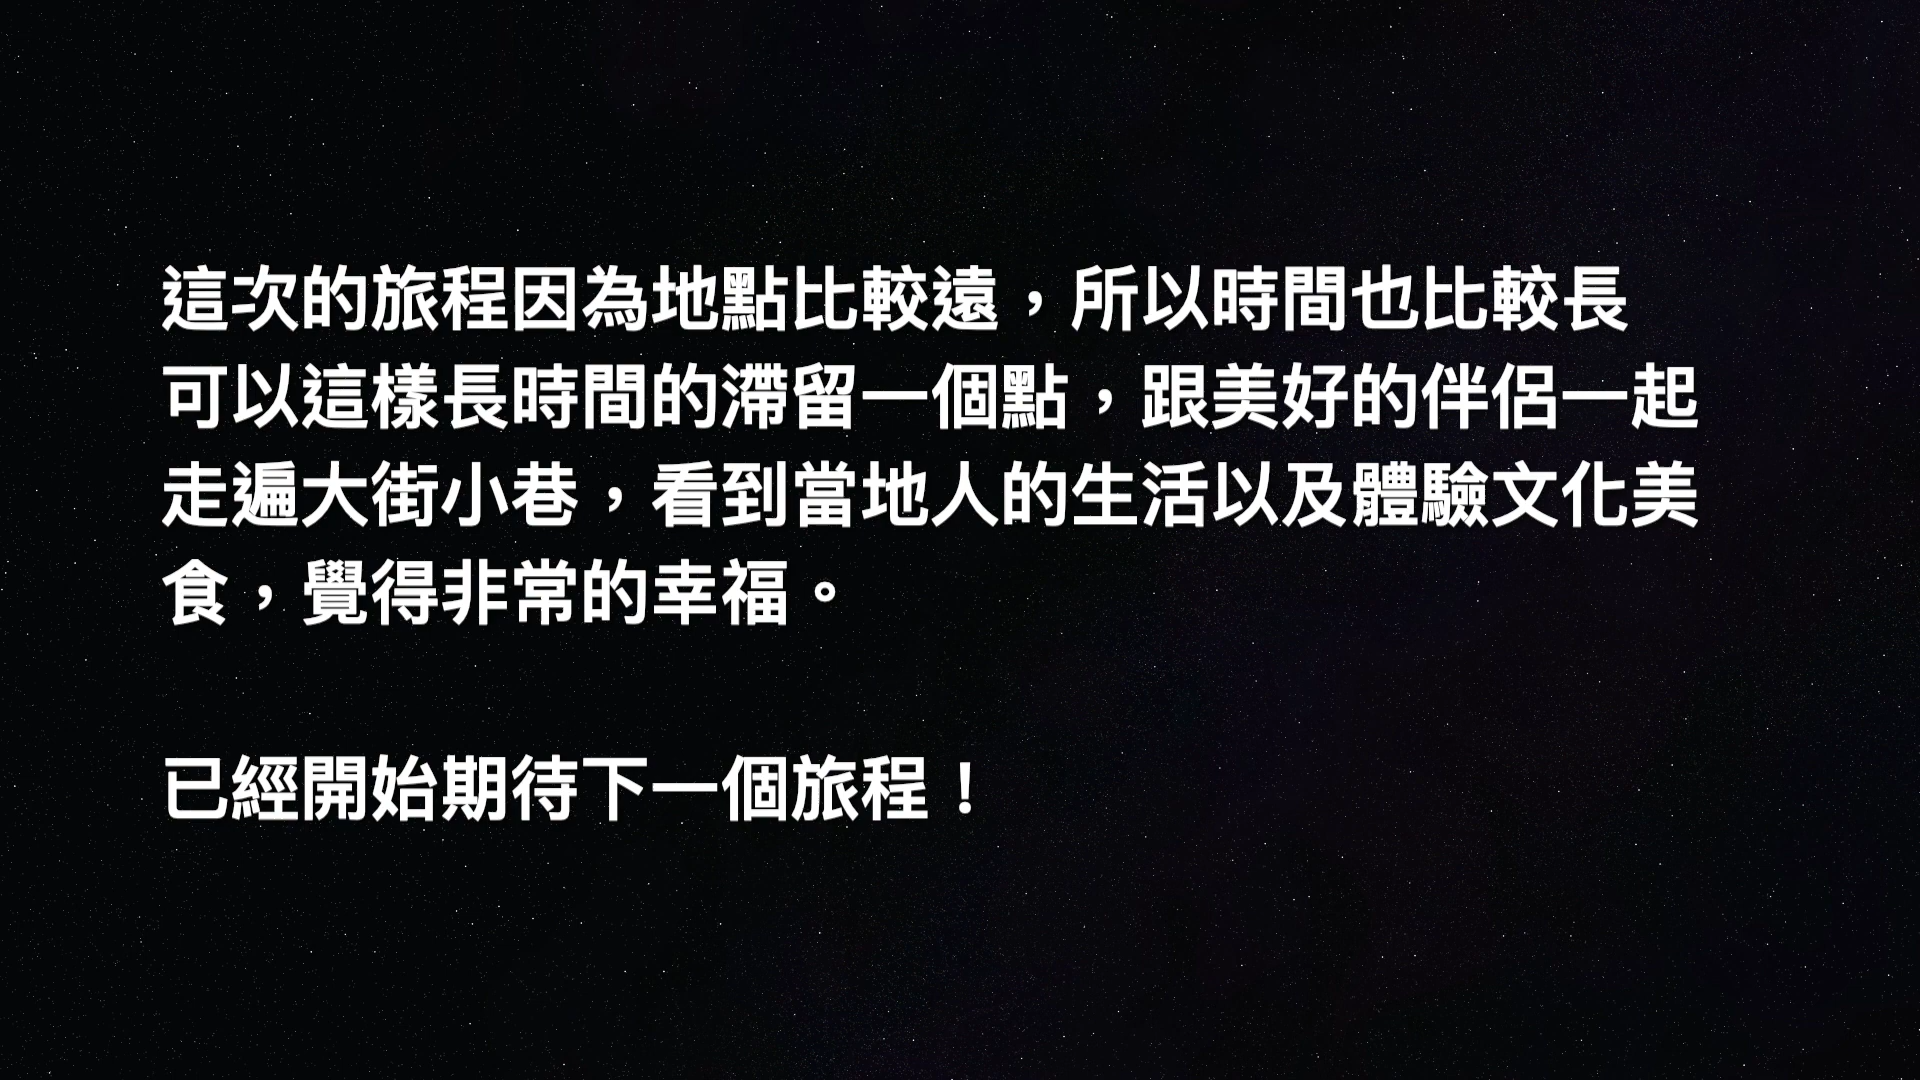 這次的旅程因為地點比較遠，所以時間也比較長
可以這樣長時間的滯留一個點，跟美好的伴侶一起
走遍大街小巷，看到當地人的生活以及體驗文化美
食，覺得非常的幸福。
已經開始期待下一個旅程！